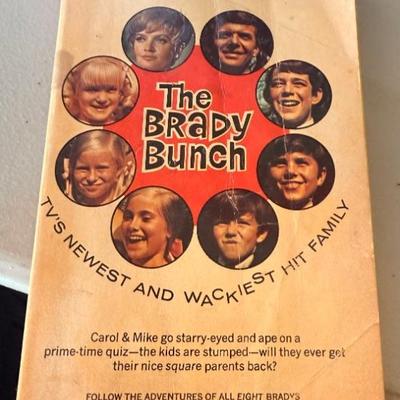 The
BRADY
Bunch
TV'S NEWEST AND WACKIEST HIT FAMILY
Carol & Mike go starry-eyed and ape on a
prime-time quiz—the kids are stumped—will they ever get
their nice square parents back?
FOLLOW THE ADVENTURES OF ALL EIGHT BRADYS